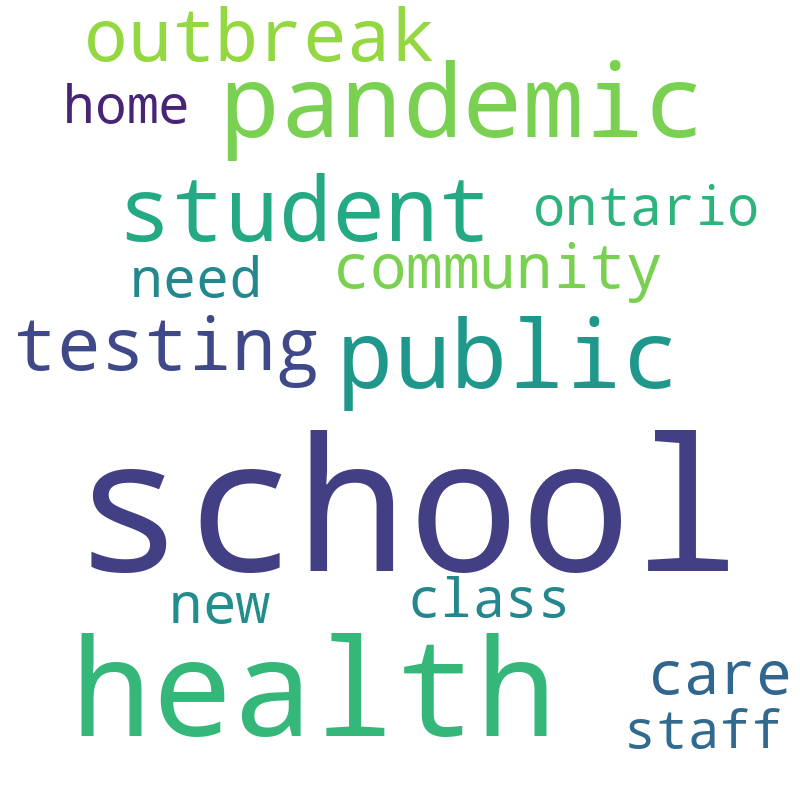 outbreak
home pandemic
student ontario
need community
testing public
school
new class
health care
staff